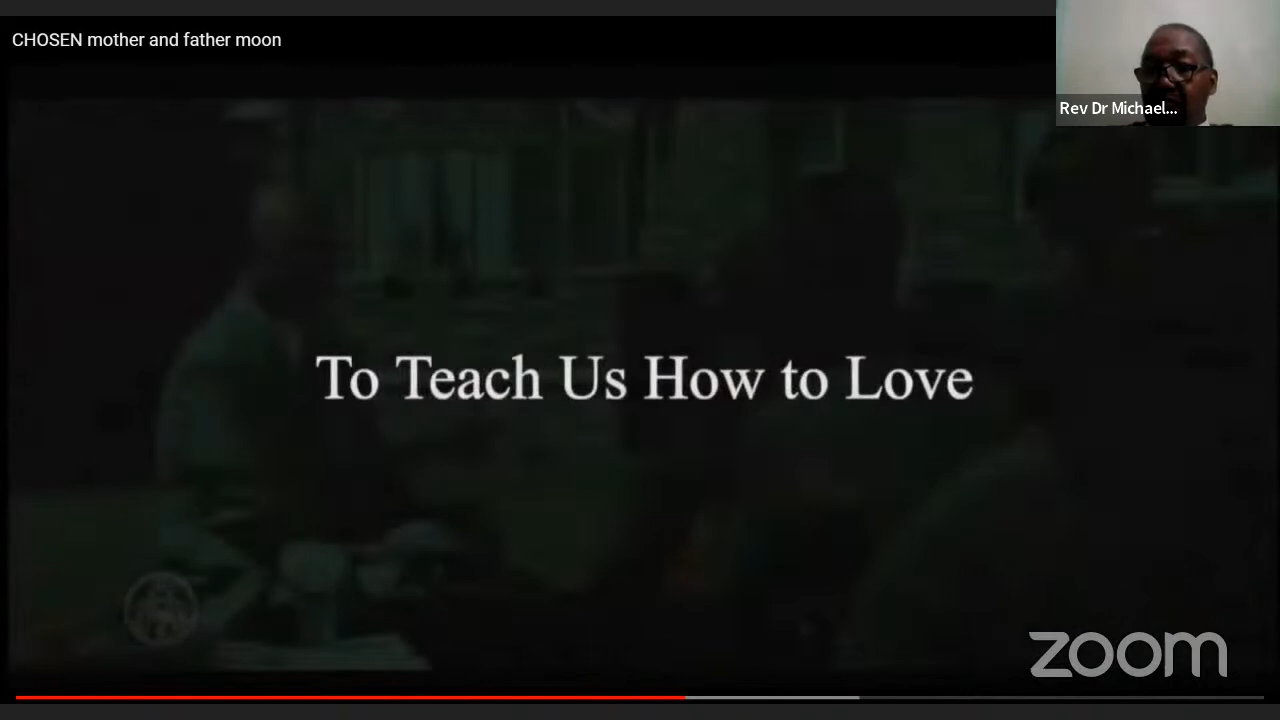 CHOSEN mother and father moon
Rev Dr Michael...
To Teach Us How to Love
zoom